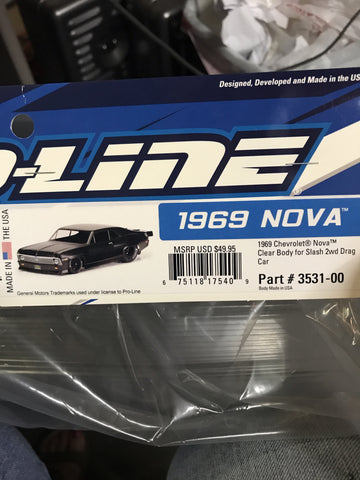 Designed, Developed and Made in the US
O-LINE
1969 NOVA™
MADE IN THE USA
MSRP USD $49.95
6 75118 17540 9
1969 Chevrolet® Nova™
Clear Body for Slash 2wd Drag
Car
Part # 3531-00
Body Made in USA
General Motors Trademarks used under license to Pro-Line